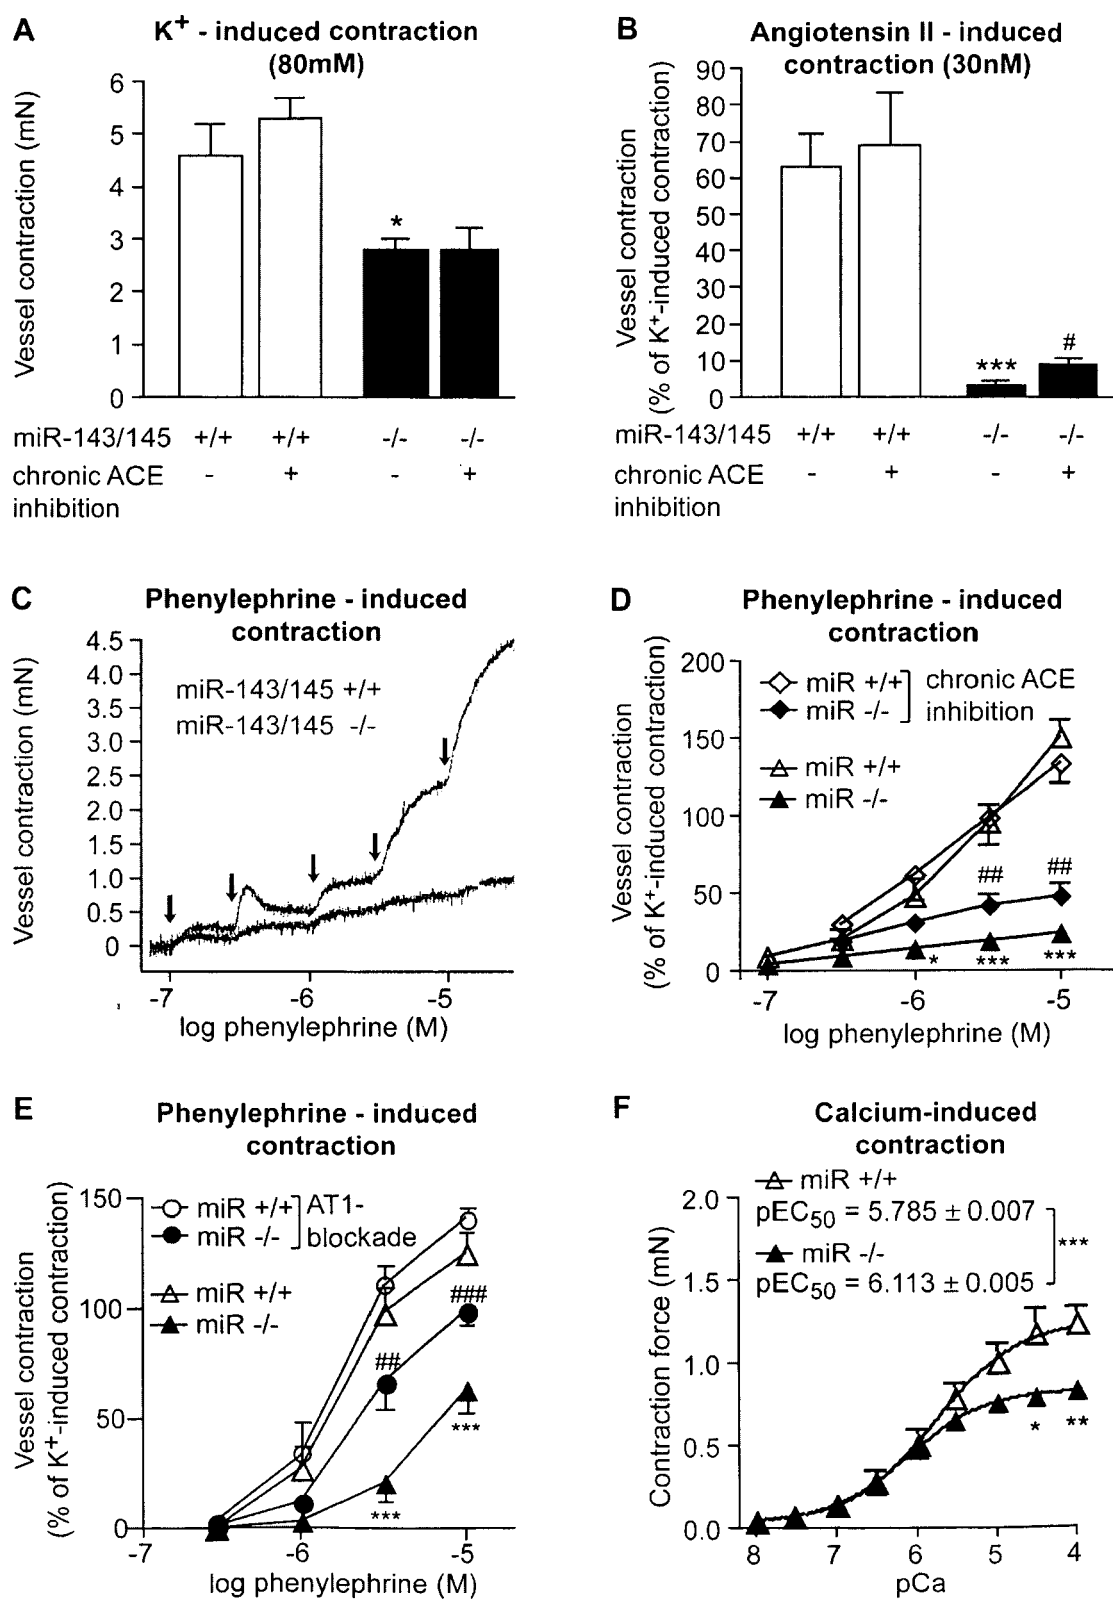 A
K+ - induced contraction
(80mM)
Vessel contraction (mN)
6
5
4
3
2
1
0
*
miR-143/145 +/+ +/+ -/- -/-
chronic ACE - + - +
inhibition
B
Angiotensin II - induced
contraction (30nM)
Vessel contraction
(% of K+-induced contraction)
90
80
70
60
50
40
30
20
10
0
***
#
miR-143/145 +/+ +/+ -/- -/-
chronic ACE - + - +
inhibition
C
Phenylephrine - induced
contraction
Vessel contraction (mN)
4.5
4.0
3.5
3.0
2.5
2.0
1.5
1.0
0.5
0
miR-143/145 +/+
miR-143/145 -/-
-7 -6 -5
log phenylephrine (M)
D
Phenylephrine - induced
contraction
Vessel contraction
(% of K+-induced contraction)
200
150
100
50
0
miR +/+
miR -/-
chronic ACE
inhibition
miR +/+
miR -/-
## ##
* *** ***
-7 -6 -5
log phenylephrine (M)
E
Phenylephrine - induced
contraction
Vessel contraction
(% of K+-induced contraction)
150
100
50
0
miR +/+
miR -/-
AT1-
blockade
miR +/+
miR -/-
###
##
***
***
-7 -6 -5
log phenylephrine (M)
F
Calcium-induced
contraction
Contraction force (mN)
2.0
1.5
1.0
0.5
0.0
miR +/+
pEC50 = 5.785 ± 0.007
miR -/-
pEC50 = 6.113 ± 0.005
***
* **
8 7 6 5 4
pCa